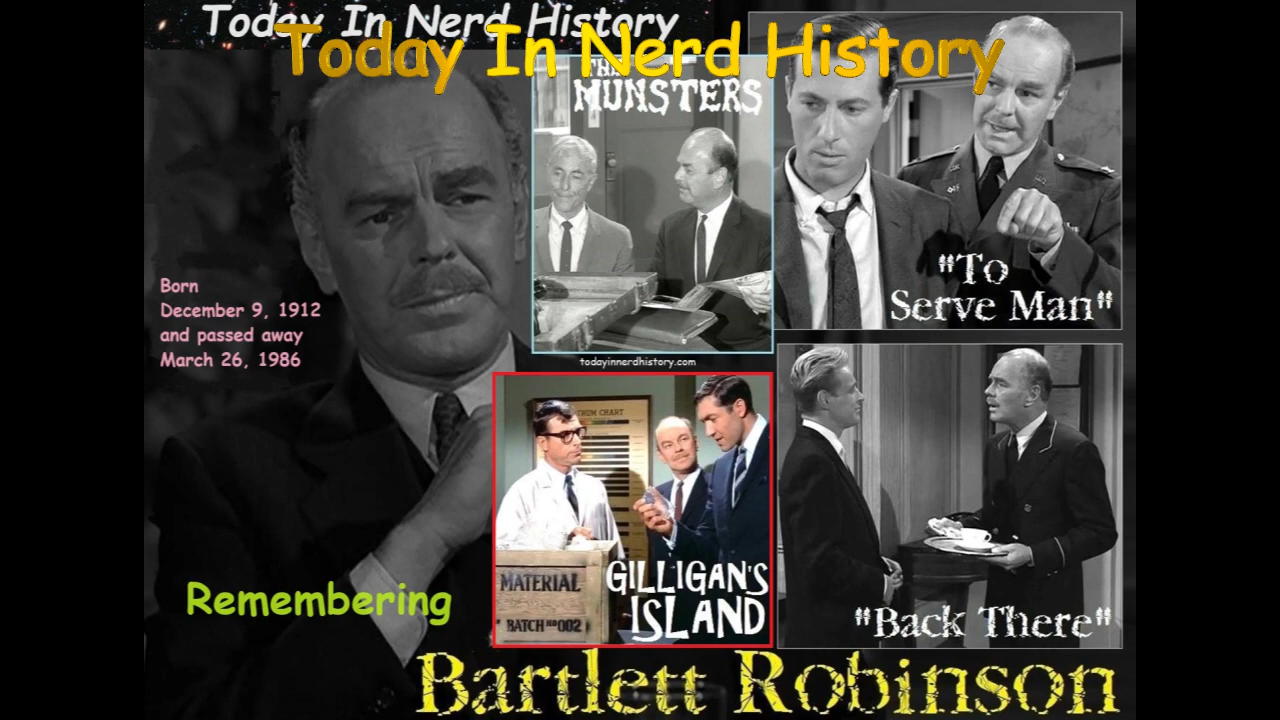 Today In Nerd History
Today In Nerd History
THE
MUNSTERS
"To
Serve Man"
Born
December 9, 1912
and passed away
March 26, 1986
todayinnerdhistory.com
CHART
MATERIAL
BATCH No 002
GILLIGAN'S
ISLAND
"Back There"
Remembering
Bartlett Robinson